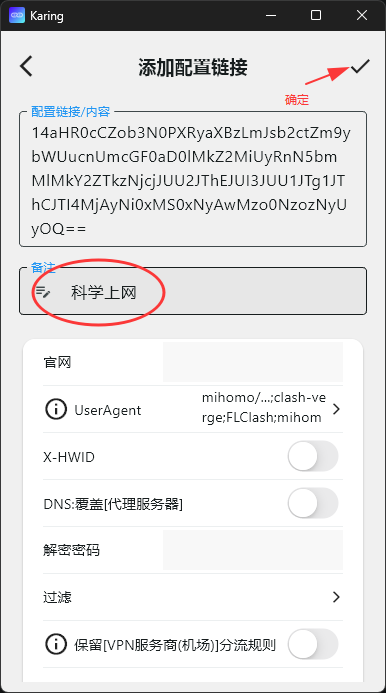 Karing
添加配置链接
确定
配置链接/内容
14aHR0cCZob3N0PXRyaXBzLmJsb2ctZm9y
bWUucnUmcGF0aD0lMkZ2MiUyRnN5bm
MlMkY2ZTkzNjcjJUU2JThEJUI3JUU1JTg1JT
hCJTI4MjAyNi0xMS0xNyAwMzo0NzozNyU
yOQ==
备注
科学上网
官网
UserAgent
mihomo/...;clash-ve
rge;FLClash;mihom
X-HWID
DNS:覆盖[代理服务器]
解密密码
过滤
保留[VPN服务商(机场)]分流规则